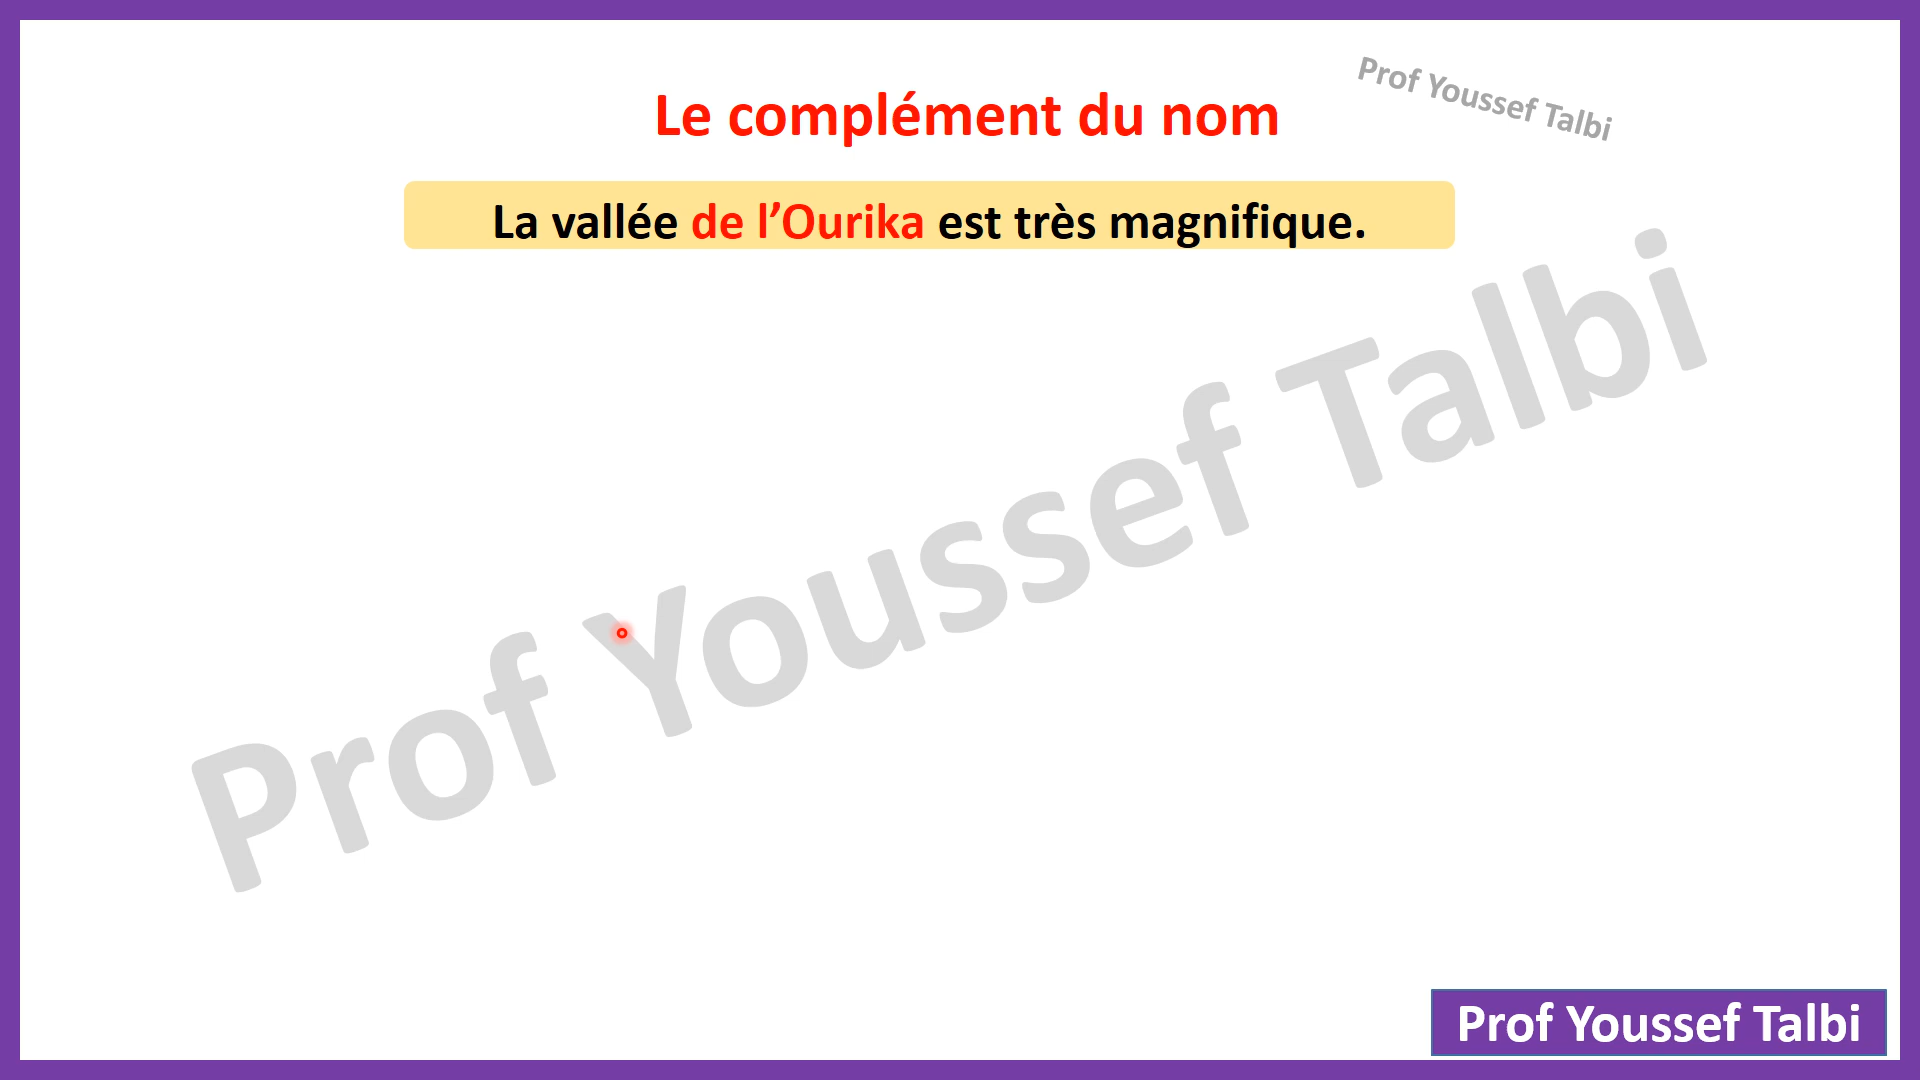 Prof Youssef Talbi
Le complément du nom
La vallée de l’Ourika est très magnifique.
Prof Youssef Talbi
Prof Youssef Talbi